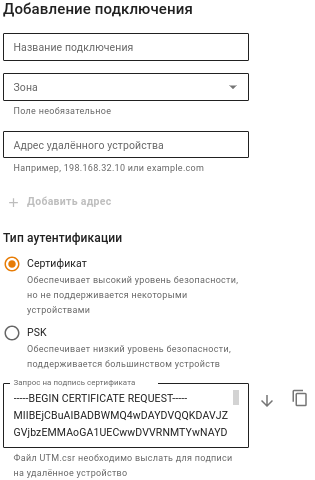 Добавление подключения
Название подключения
Зона
Поле необязательное
Адрес удалённого устройства
Например, 198.168.32.10 или example.com
+ Добавить адрес
Тип аутентификации
Сертификат
Обеспечивает высокий уровень безопасности,
но не поддерживается некоторыми
устройствами
PSK
Обеспечивает низкий уровень безопасности,
поддерживается большинством устройств
Запрос на подпись сертификата
-----BEGIN CERTIFICATE REQUEST-----
MIIBEjCBuAIBADBWMQ4wDAYDVQQKDAVJZ
GVjbzEMMAoGA1UECwwDVVRNMTYwNAYD
Файл UTM.csr необходимо выслать для подписи
на удалённое устройство